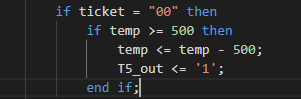 if ticket = "00" then
if temp >= 500 then
temp <= temp - 500;
T5_out <= '1';
end if;